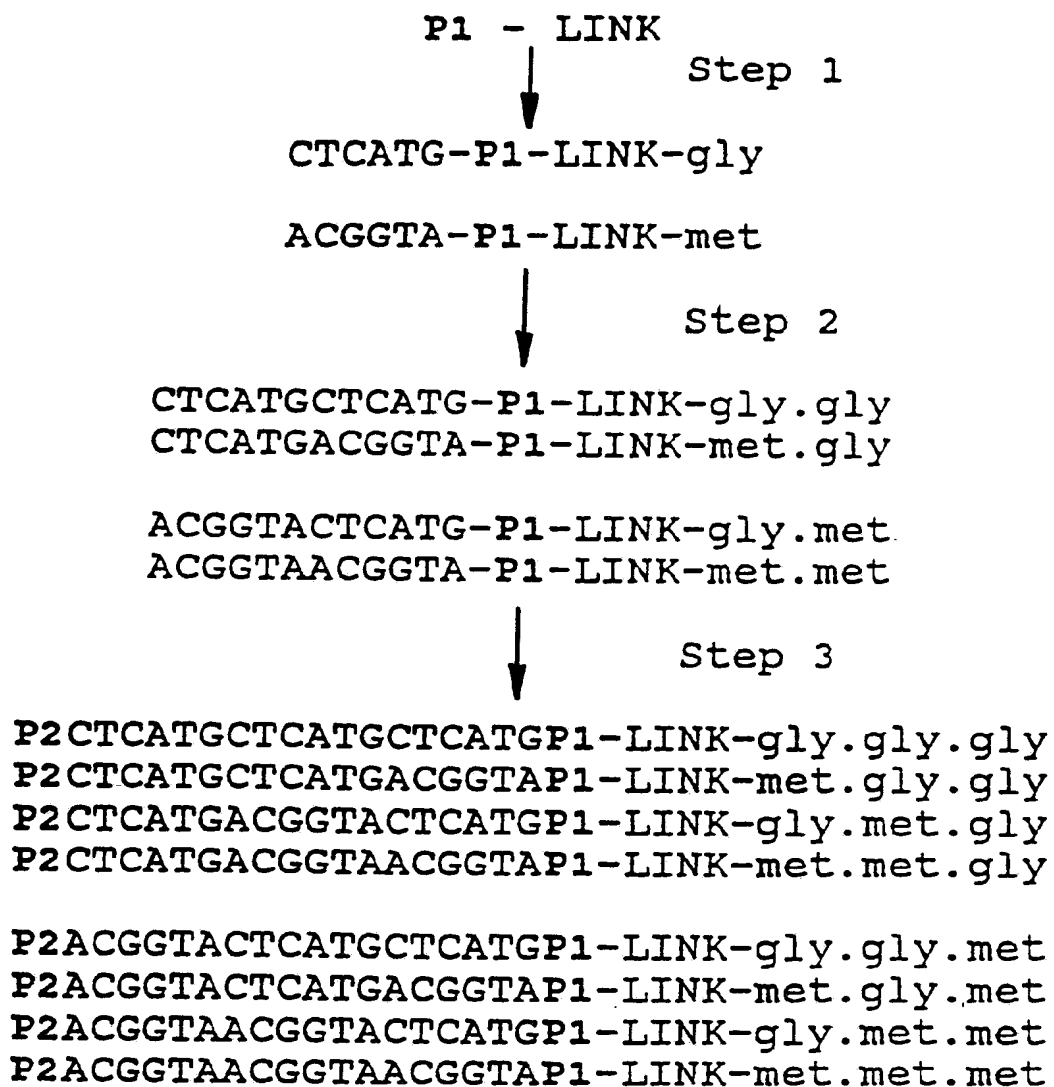 P1 - LINK
Step 1
CTCATG-P1-LINK-gly
ACGGTA-P1-LINK-met
Step 2
CTCATGCTCATG-P1-LINK-gly.gly
CTCATGACGGTA-P1-LINK-met.gly
ACGGTACTCATG-P1-LINK-gly.met
ACGGTAACGGTA-P1-LINK-met.met
Step 3
P2CTCATGCTCATGCTCATGP1-LINK-gly.gly.gly
P2CTCATGCTCATGACGGTAP1-LINK-met.gly.gly
P2CTCATGACGGTACTCATGP1-LINK-gly.met.gly
P2CTCATGACGGTAACGGTAP1-LINK-met.met.gly
P2ACGGTACTCATGCTCATGP1-LINK-gly.gly.met
P2ACGGTACTCATGACGGTAP1-LINK-met.gly.met
P2ACGGTAACGGTACTCATGP1-LINK-gly.met.met
P2ACGGTAACGGTAACGGTAP1-LINK-met.met.met